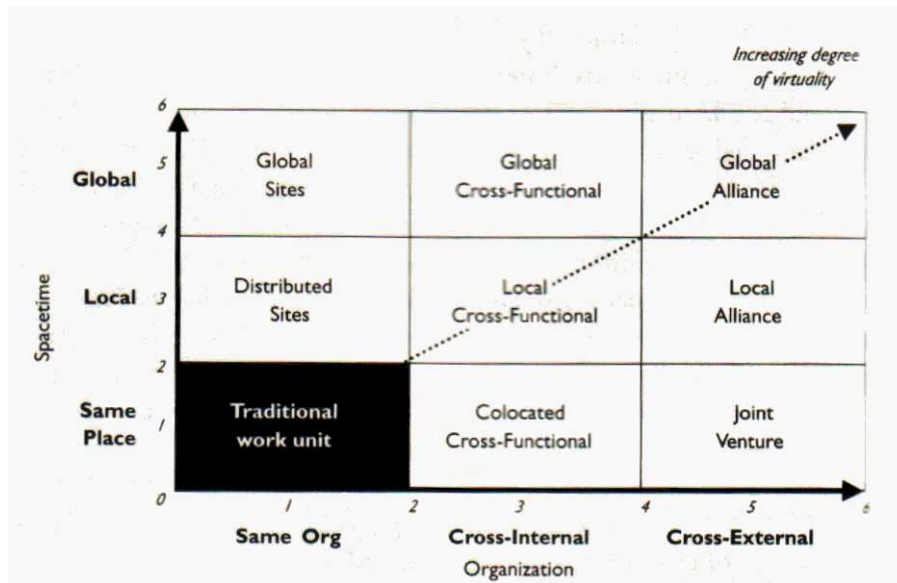 Increasing degree
of virtuality
6
5
Global
4
Global
Sites
Global
Cross-Functional
Global
Alliance
Spacetime
Local
3
Distributed
Sites
Local
Cross-Functional
Local
Alliance
2
Same
Place
1
Traditional
work unit
Colocated
Cross-Functional
Joint
Venture
0
1
2
3
4
5
6
Same Org
Cross-Internal
Cross-External
Organization